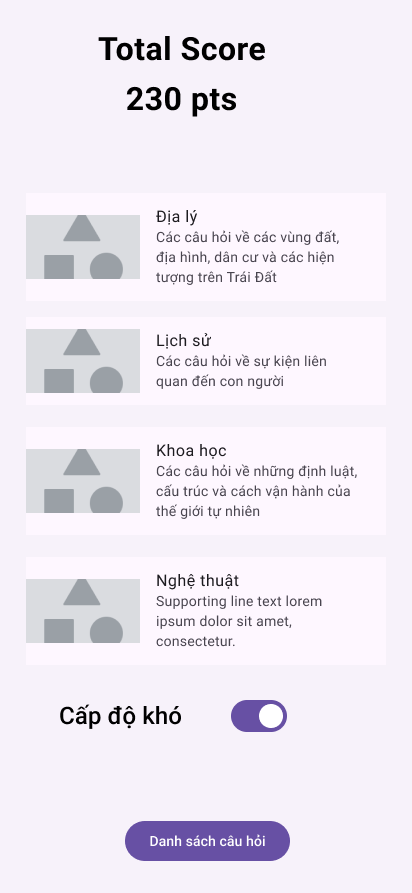 Total Score
230 pts
Địa lý
Các câu hỏi về các vùng đất,
địa hình, dân cư và các hiện
tượng trên Trái Đất
Lịch sử
Các câu hỏi về sự kiện liên
quan đến con người
Khoa học
Các câu hỏi về những định luật,
cấu trúc và cách vận hành của
thế giới tự nhiên
Nghệ thuật
Supporting line text lorem
ipsum dolor sit amet,
consectetur.
Cấp độ khó
Danh sách câu hỏi